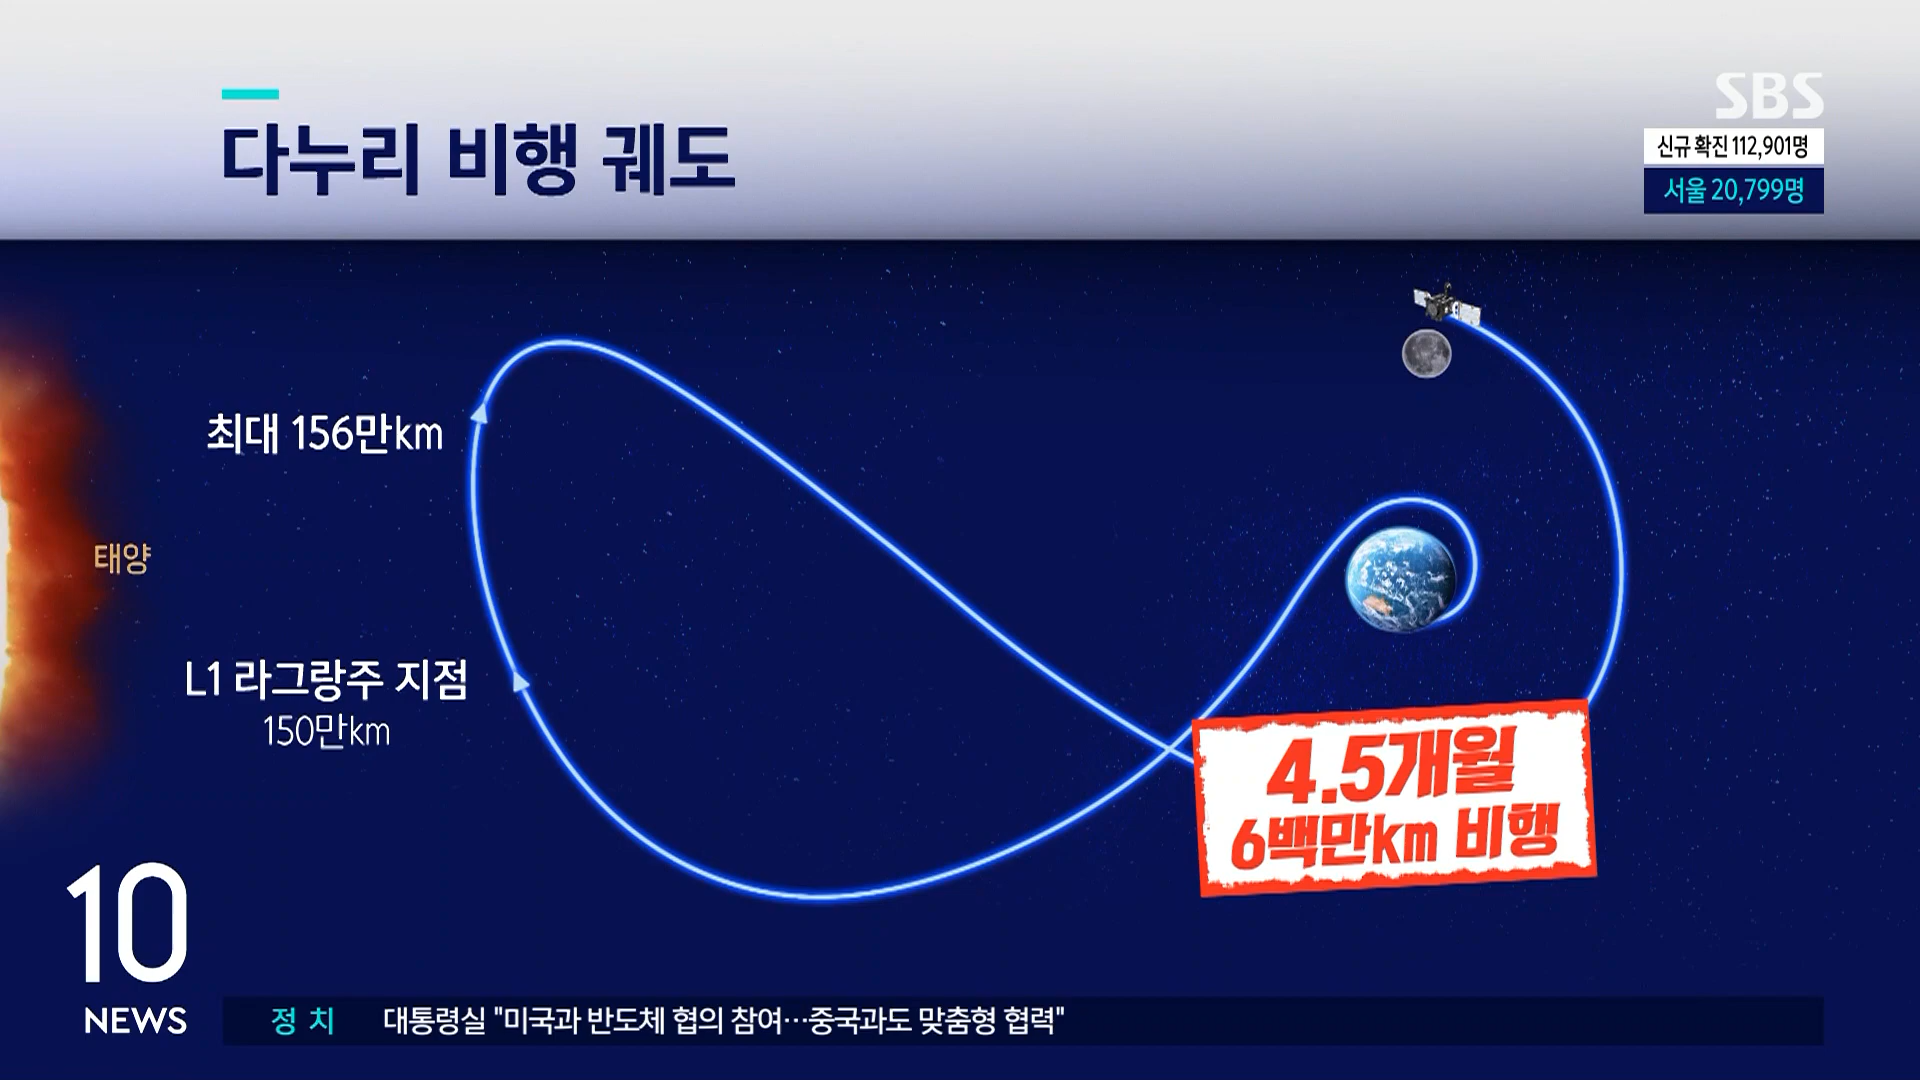 다누리 비행 궤도
SBS
신규 확진 112,901명
서울 20,799명
최대 156만km
태양
L1 라그랑주 지점
150만km
4.5개월
6백만km 비행
10
NEWS
정 치 대통령실 "미국과 반도체 협의 참여…중국과도 맞춤형 협력"